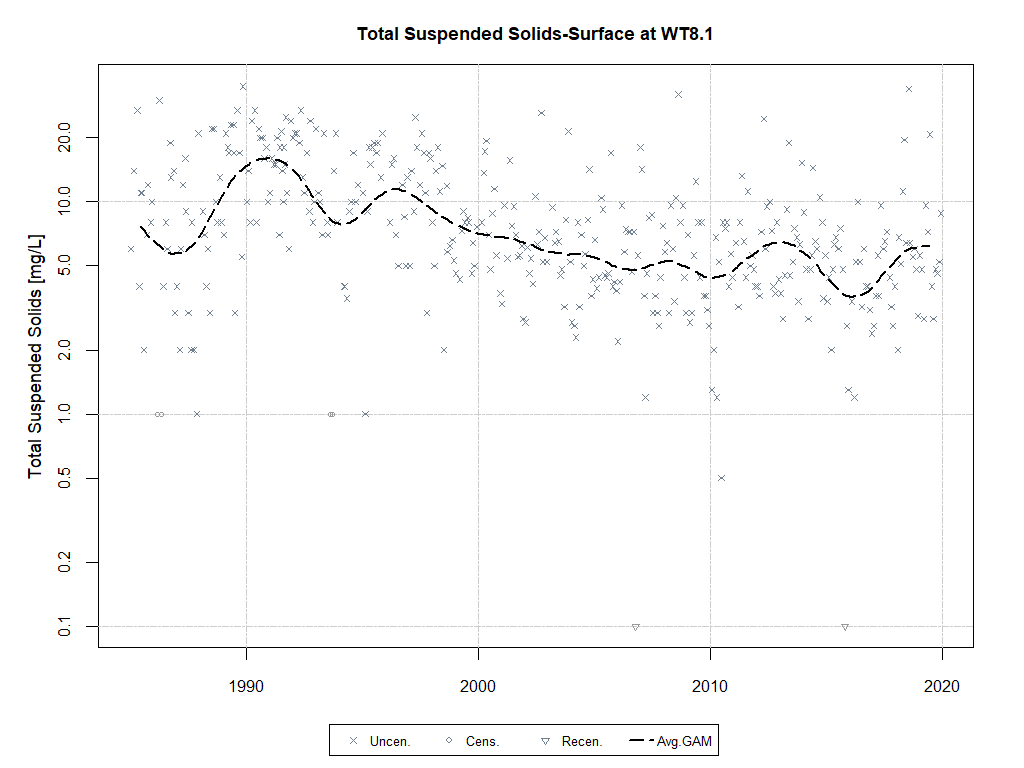 Total Suspended Solids-Surface at WT8.1
Total Suspended Solids [mg/L]
20.0
10.0
5.0
2.0
1.0
0.5
0.2
0.1
1990 2000 2010 2020
Uncen. Cens. Recen. Avg.GAM